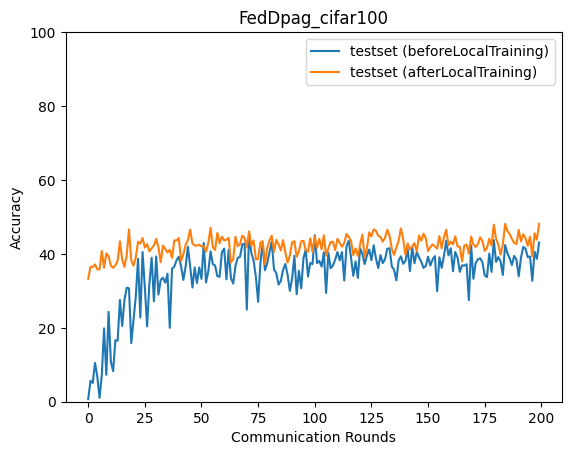 FedDpag_cifar100
testset (beforeLocalTraining)
testset (afterLocalTraining)
100
80
60
40
20
0
Accuracy
0 25 50 75 100 125 150 175 200
Communication Rounds